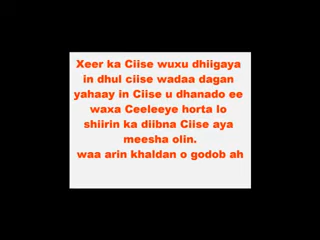 Xeer ka Ciise wuxu dhiigaya
in dhul ciise wadaa dagan
yahaay in Ciise u dhanado ee
waxa Ceeleeye horta lo
shiirin ka diibna Ciise aya
meesha olin.
waa arin khaldan o godob ah